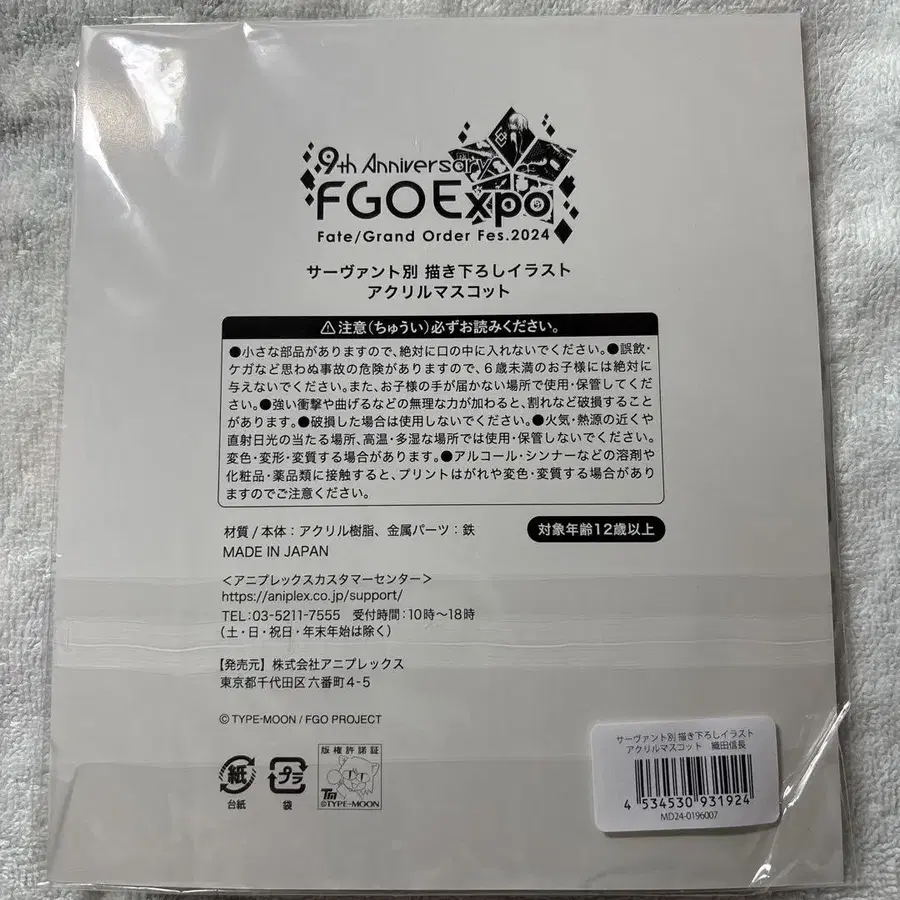 9th Anniversary
FGO Expo
Fate/Grand Order Fes.2024
サーヴァント別 描き下ろしイラスト
アクリルマスコット
⚠注意(ちゅうい)必ずお読みください。
●小さな部品がありますので、絶対に口の中に入れないでください。●誤飲・
ケガなど思わぬ事故の危険がありますので、6歳未満のお子様には絶対に
与えないでください。また、お子様の手が届かない場所で使用・保管してくだ
さい。●強い衝撃や曲げるなどの無理な力が加わると、割れなど破損すること
があります。●破損した場合は使用しないでください。●火気・熱源の近くや
直射日光の当たる場所、高温・多湿な場所では使用・保管しないでください。
変色・変形・変質する場合があります。●アルコール・シンナーなどの溶剤や
化粧品・薬品類に接触すると、プリントはがれや変色・変質する場合があり
ますのでご注意ください。
材質/本体:アクリル樹脂、金属パーツ:鉄
対象年齢12歳以上
MADE IN JAPAN
<アニプレックスカスタマーセンター>
https://aniplex.co.jp/support/
TEL:03-5211-7555 受付時間:10時~18時
(土・日・祝日・年末年始は除く)
【発売元】株式会社アニプレックス
東京都千代田区六番町4-5
© TYPE-MOON / FGO PROJECT
紙
台紙
プラ
袋
版権許諾証
TM
©TYPE-MOON
サーヴァント別 描き下ろしイラスト
アクリルマスコット 織田信長
4 534530 931924
MD24-0196007